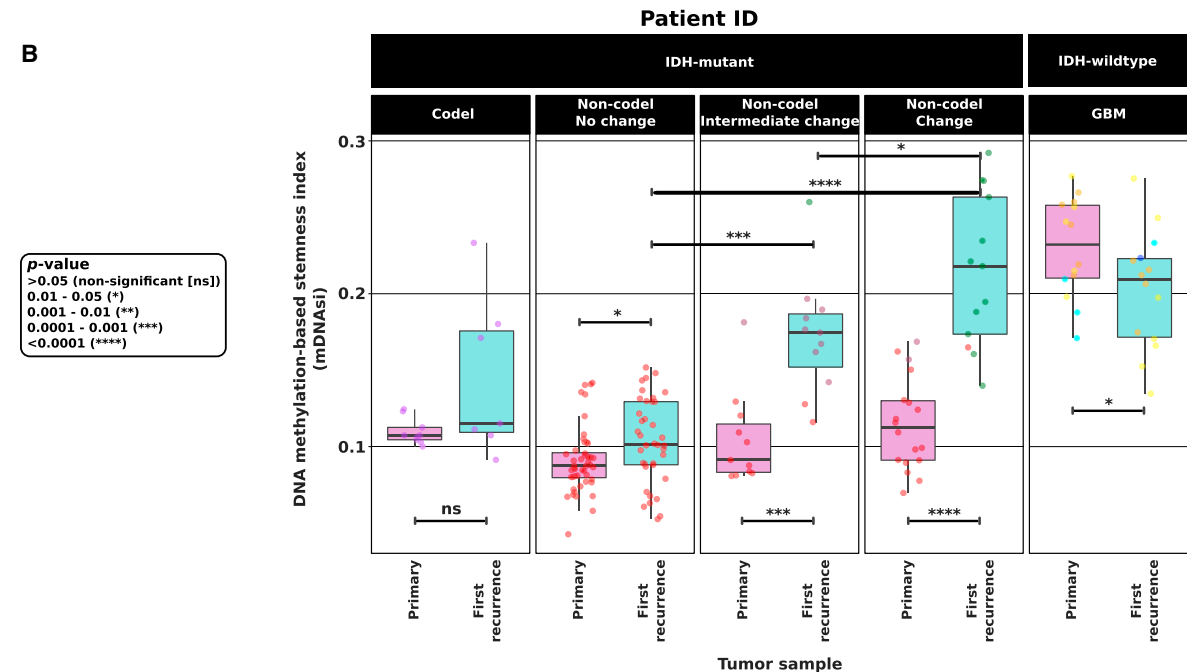 Patient ID
B
IDH-mutant
IDH-wildtype
Codel
Non-codel
No change
Non-codel
Intermediate change
Non-codel
Change
GBM
DNA methylation-based stemness index
(mDNAsi)
0.3
0.2
0.1
p-value
>0.05 (non-significant [ns])
0.01 - 0.05 (*)
0.001 - 0.01 (**)
0.0001 - 0.001 (***)
<0.0001 (****)
*
****
***
*
*
ns
***
****
Primary
First
recurrence
Primary
First
recurrence
Primary
First
recurrence
Primary
First
recurrence
Primary
First
recurrence
Tumor sample